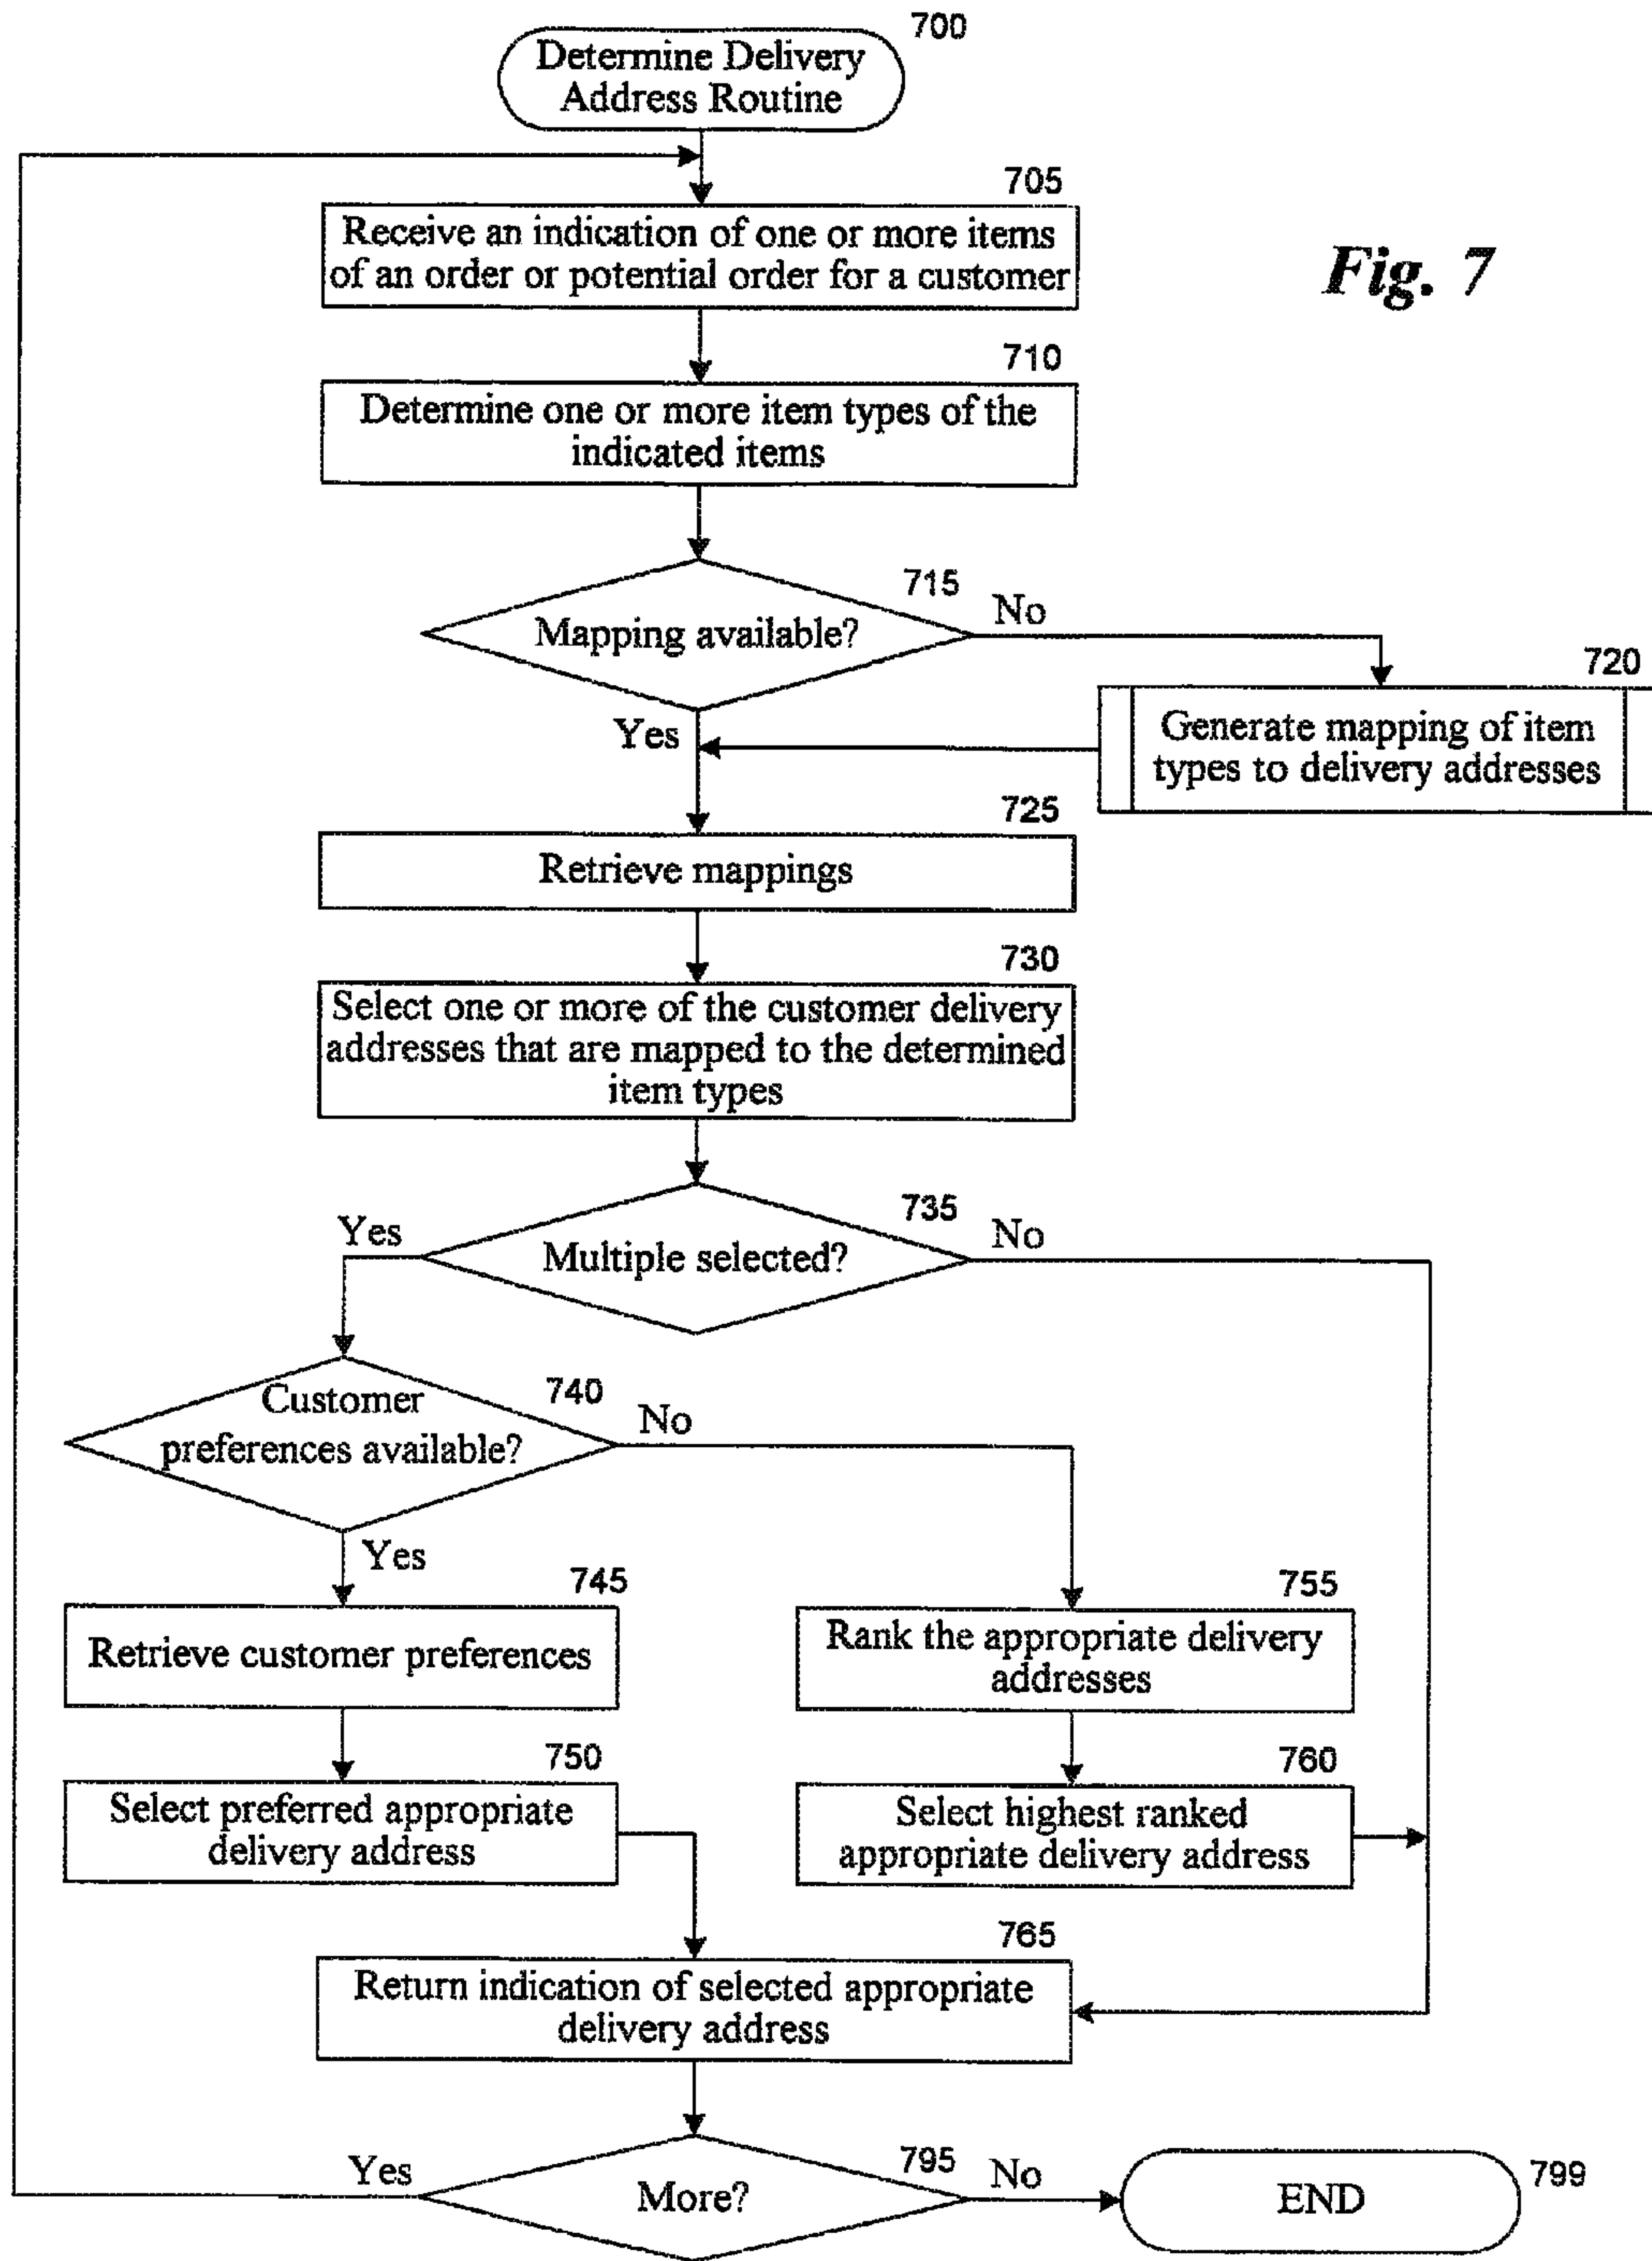 700
Determine Delivery
Address Routine
705
Receive an indication of one or more items
of an order or potential order for a customer
Fig. 7
710
Determine one or more item types of the
indicated items
715
Mapping available?
No
720
Generate mapping of item
types to delivery addresses
Yes
725
Retrieve mappings
730
Select one or more of the customer delivery
addresses that are mapped to the determined
item types
735
Yes
Multiple selected?
No
740
Customer
preferences available?
No
Yes
745
Retrieve customer preferences
755
Rank the appropriate delivery
addresses
750
Select preferred appropriate
delivery address
760
Select highest ranked
appropriate delivery address
765
Return indication of selected appropriate
delivery address
Yes
795
More?
No
END
799